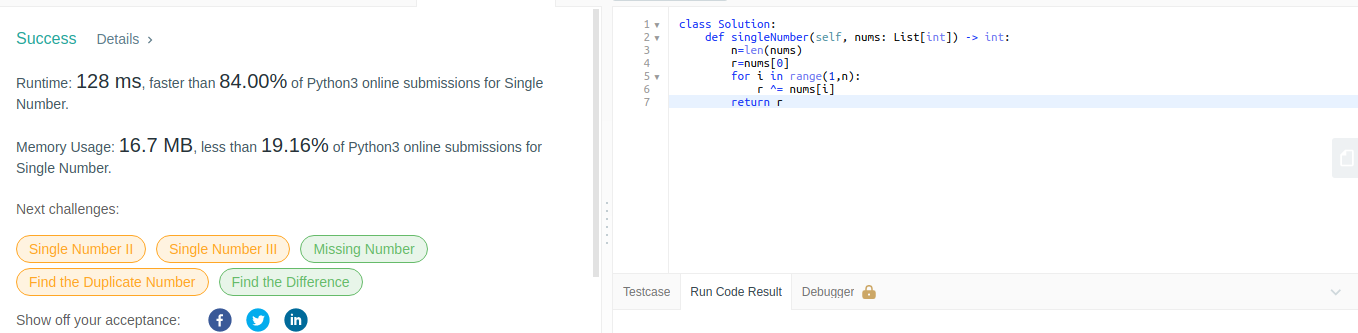 Success Details >
Runtime: 128 ms, faster than 84.00% of Python3 online submissions for Single
Number.
Memory Usage: 16.7 MB, less than 19.16% of Python3 online submissions for
Single Number.
Next challenges:
Single Number II Single Number III Missing Number
Find the Duplicate Number Find the Difference
Show off your acceptance:
1 class Solution:
2 def singleNumber(self, nums: List[int]) -> int:
3 n=len(nums)
4 r=nums[0]
5 for i in range(1,n):
6 r ^= nums[i]
7 return r
Testcase Run Code Result Debugger